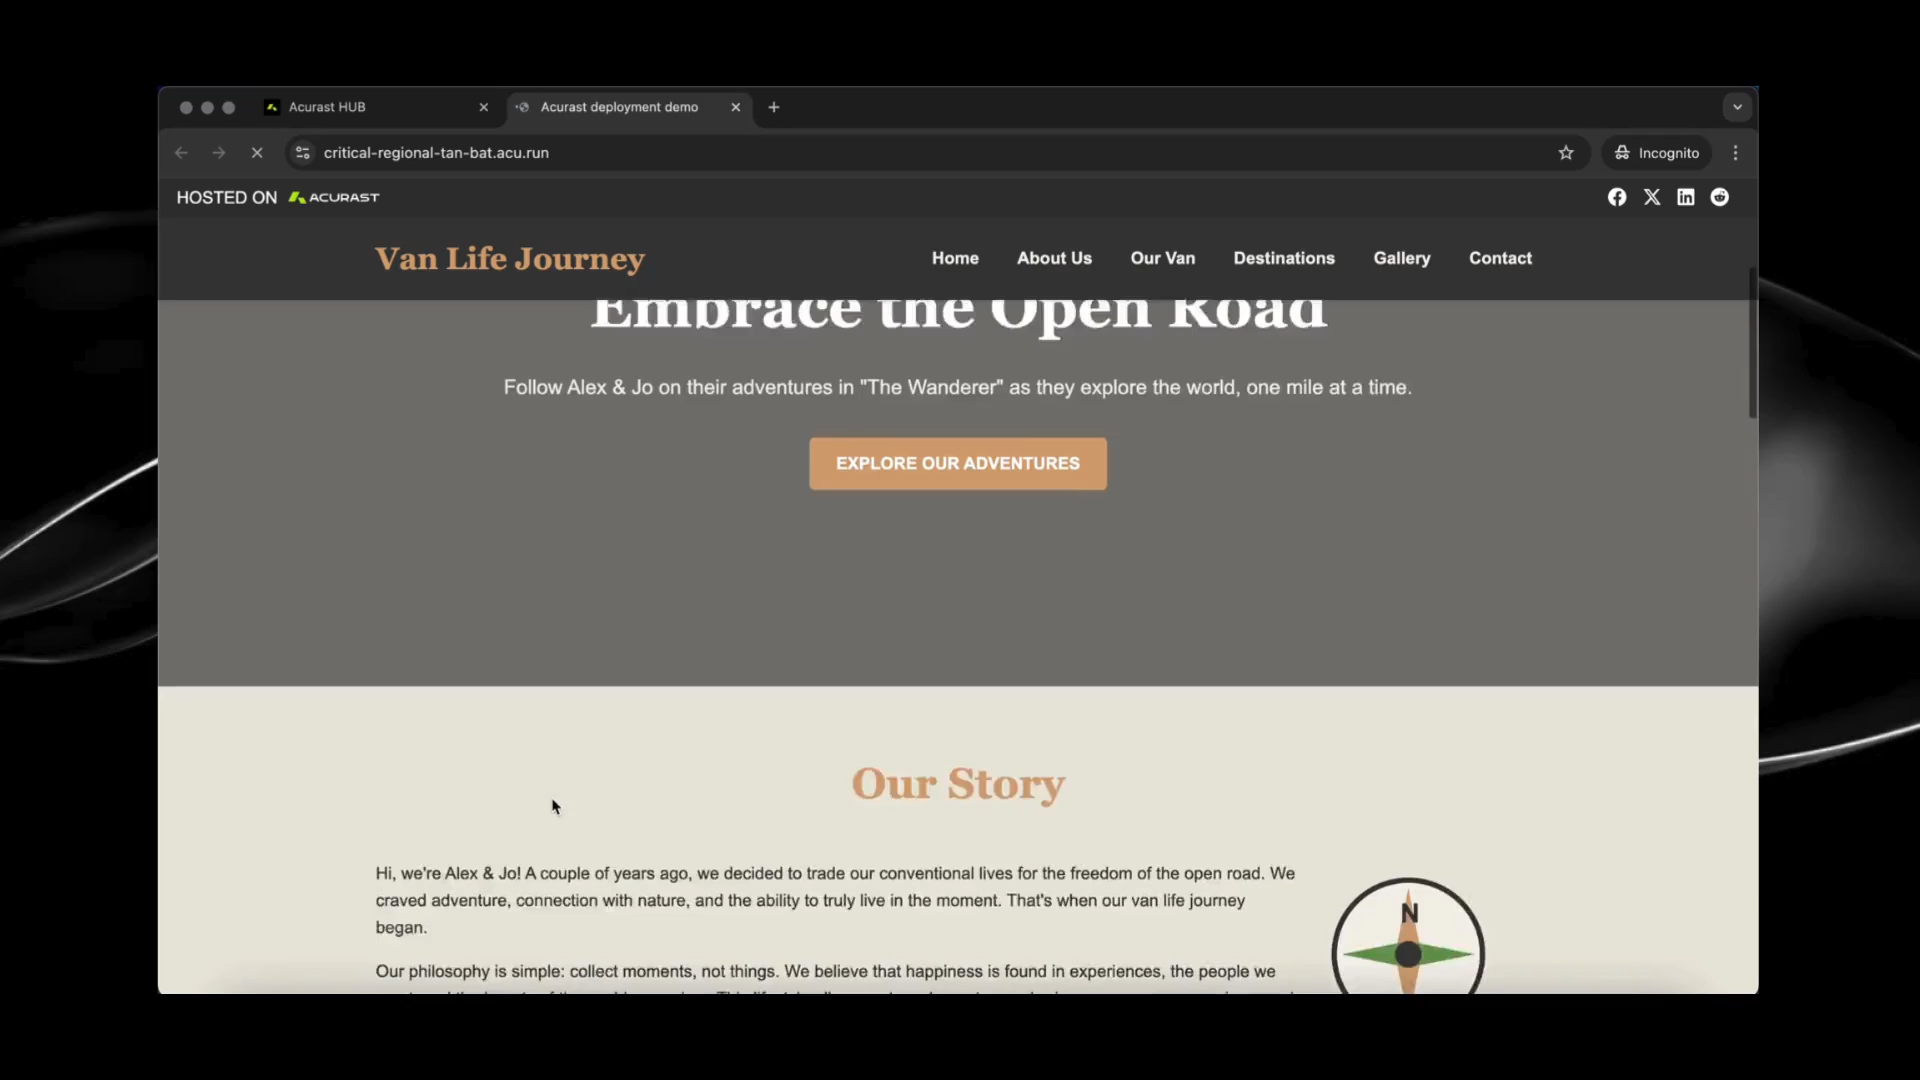 Acurast HUB
Acurast deployment demo
critical-regional-tan-bat.acu.run
Incognito
HOSTED ON ACURAST
Van Life Journey
Home
About Us
Our Van
Destinations
Gallery
Contact
Embrace the Open Road
Follow Alex & Jo on their adventures in "The Wanderer" as they explore the world, one mile at a time.
EXPLORE OUR ADVENTURES
Our Story
Hi, we're Alex & Jo! A couple of years ago, we decided to trade our conventional lives for the freedom of the open road. We
craved adventure, connection with nature, and the ability to truly live in the moment. That's when our van life journey
began.
N
Our philosophy is simple: collect moments, not things. We believe that happiness is found in experiences, the people we